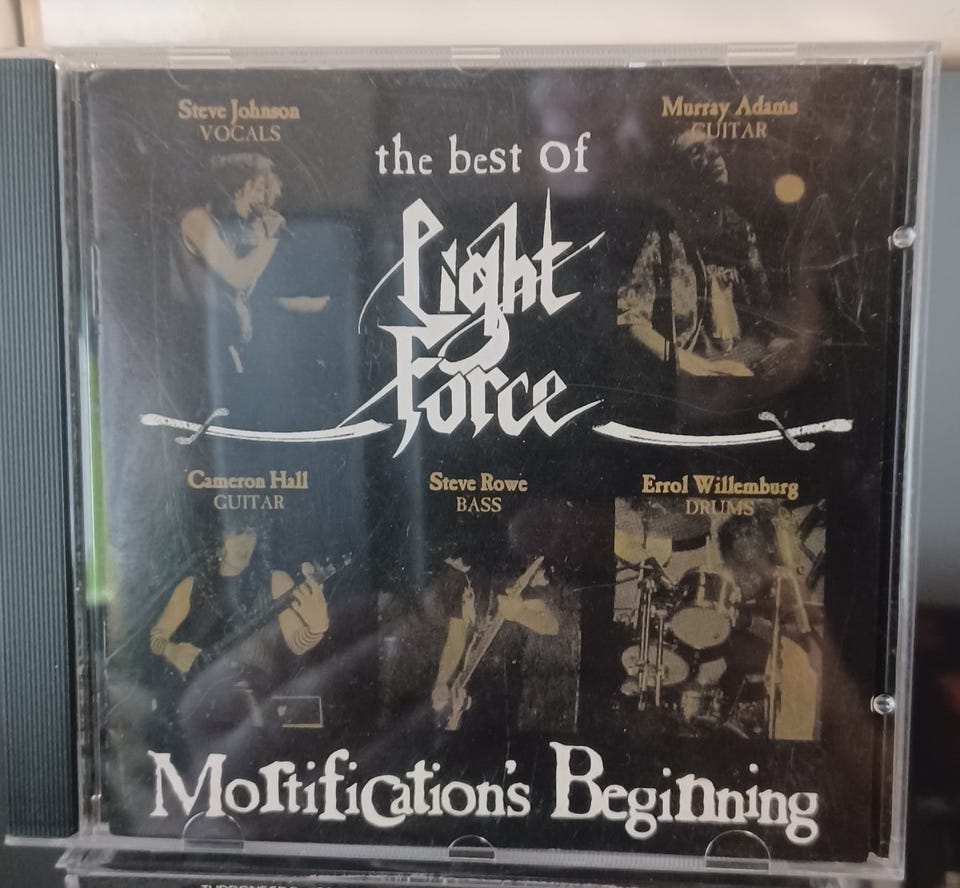 Steve Johnson
VOCALS
Murray Adams
GUITAR
the best of
Light
Force
Cameron Hall
GUITAR
Steve Rowe
BASS
Errol Willemburg
DRUMS
Mortification's Beginning